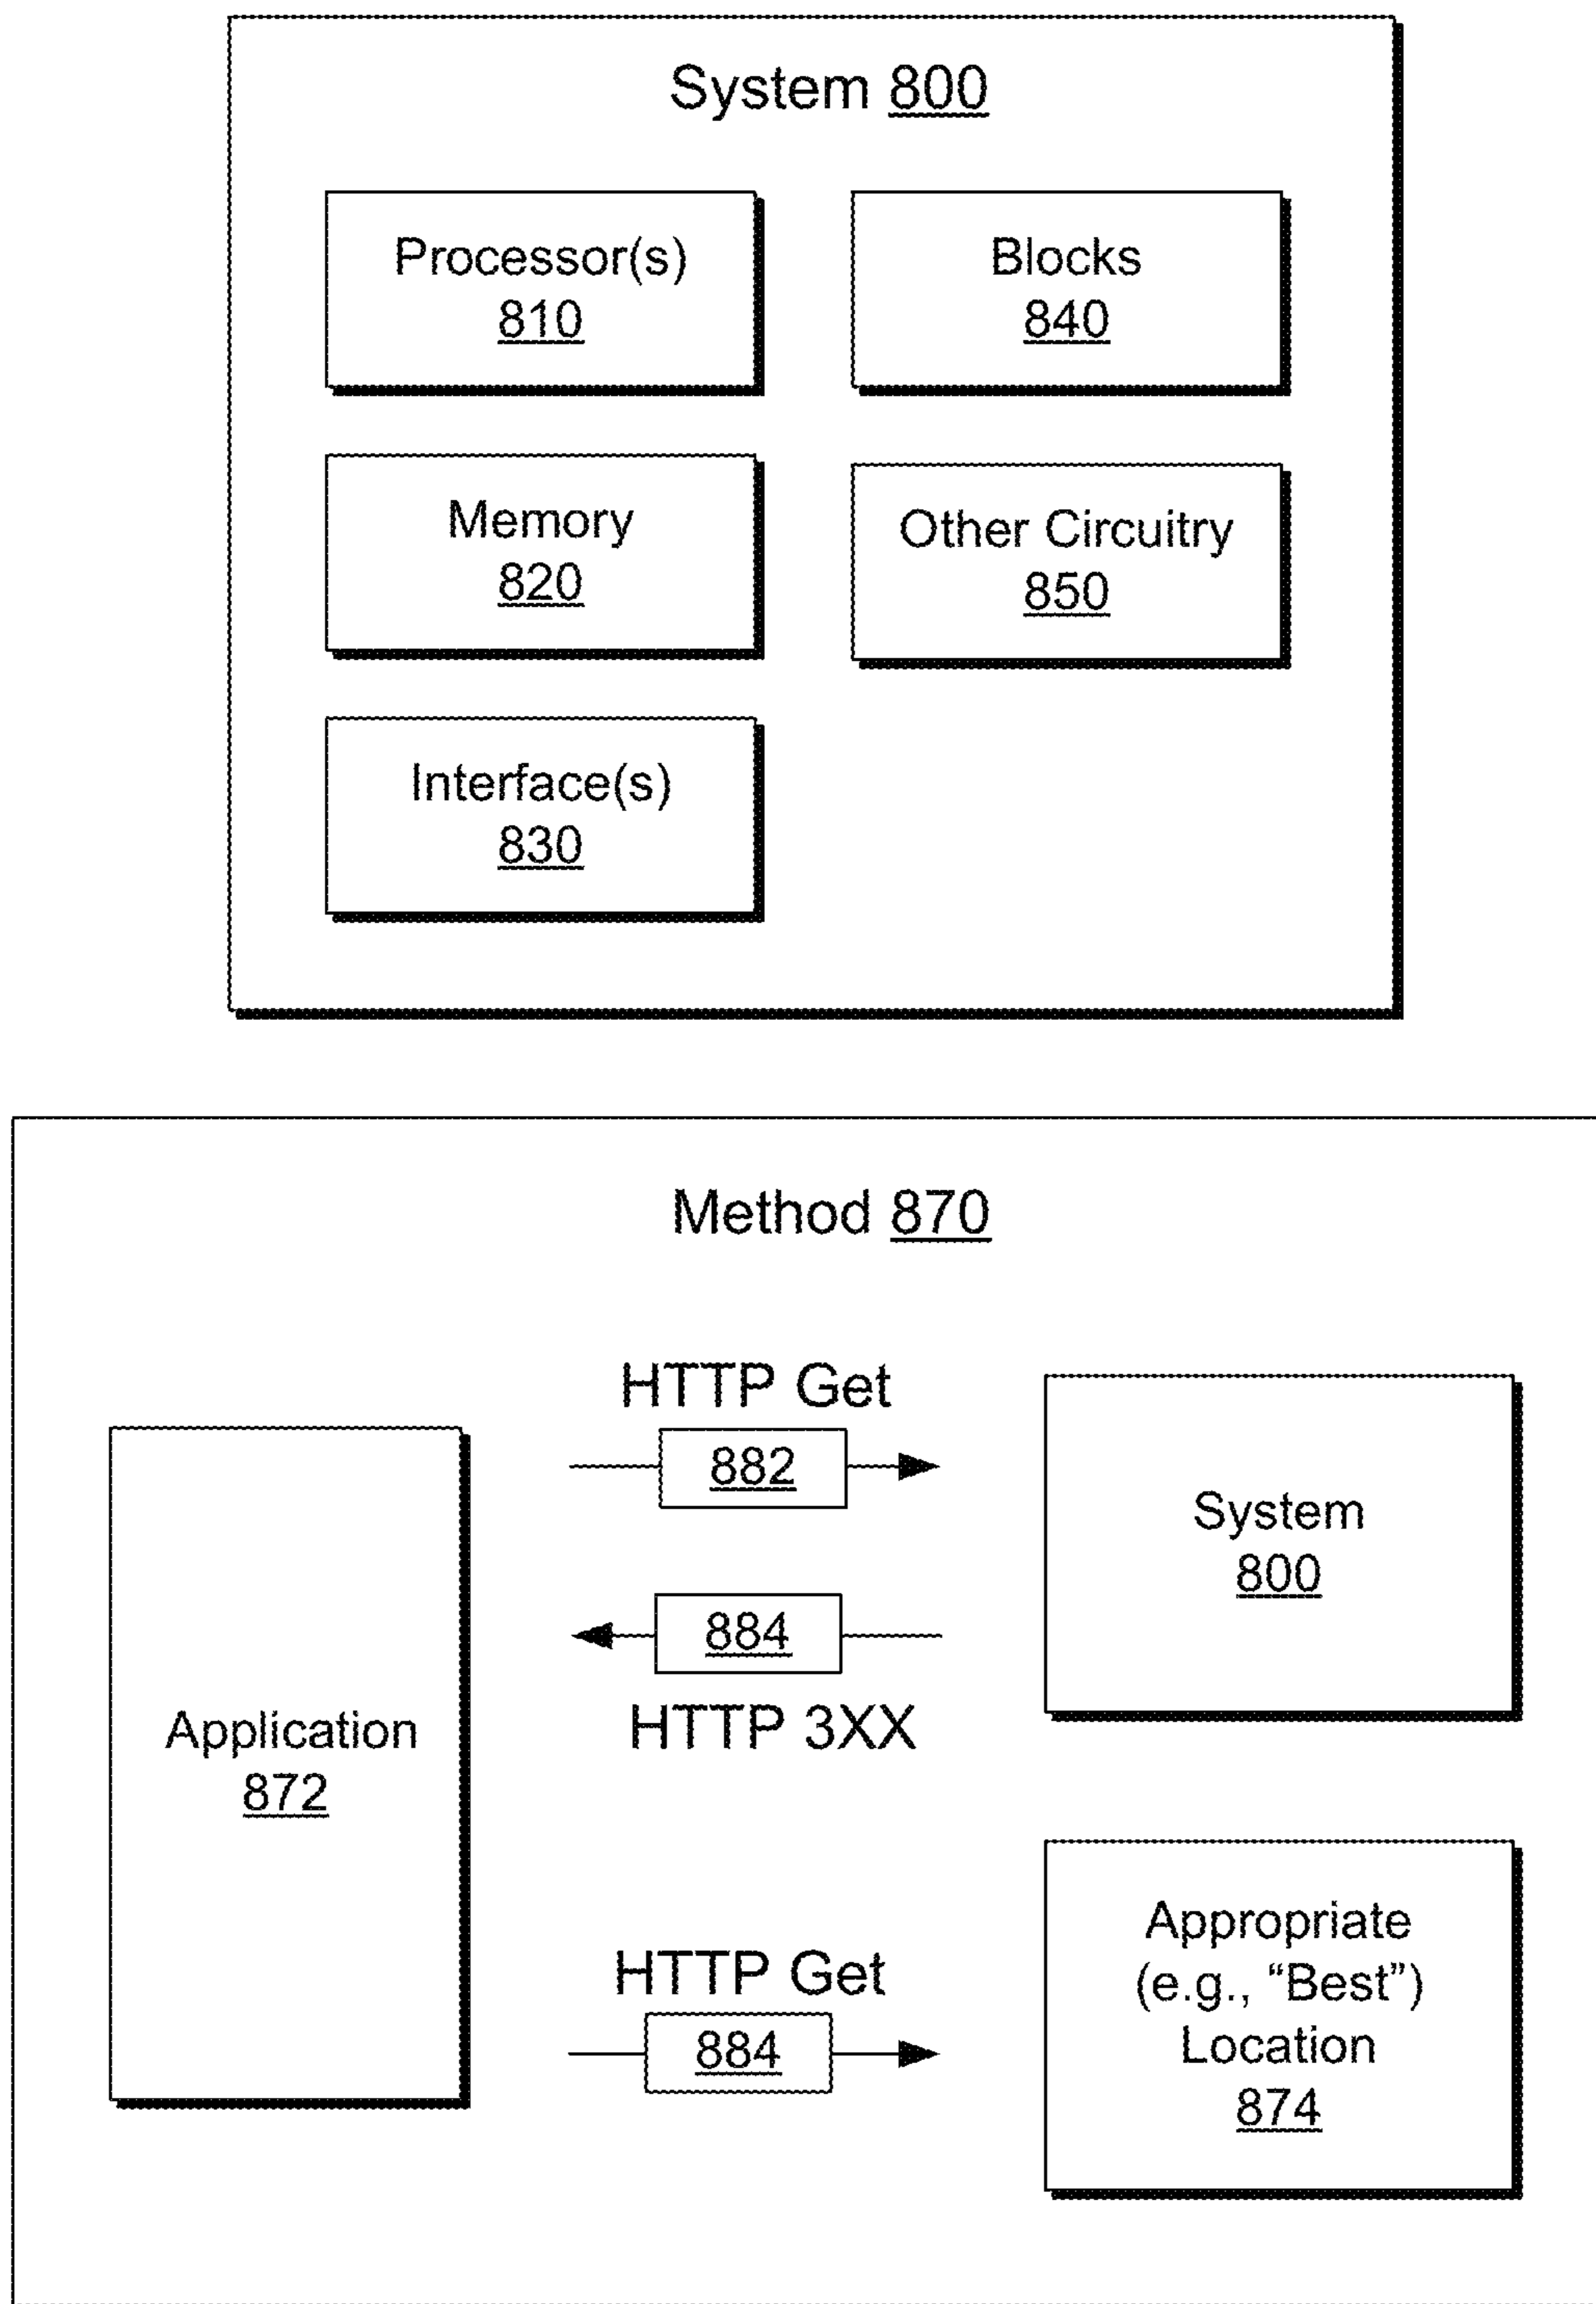 System 800
Processor(s)
810
Blocks
840
Memory
820
Other Circuitry
850
Interface(s)
830
Method 870
HTTP Get
882
System
800
884
HTTP 3XX
Application
872
HTTP Get
884
Appropriate
(e.g., “Best”)
Location
874